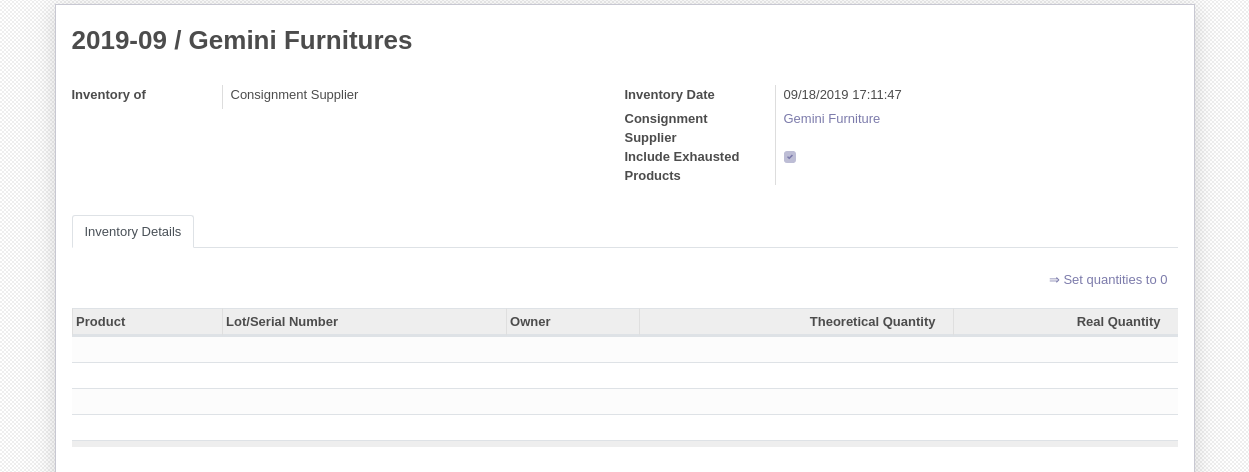 2019-09 / Gemini Furnitures
Inventory of
Consignment Supplier
Inventory Date
09/18/2019 17:11:47
Consignment
Supplier
Gemini Furniture
Include Exhausted
Products
Inventory Details
⇒ Set quantities to 0
Product Lot/Serial Number Owner Theoretical Quantity Real Quantity